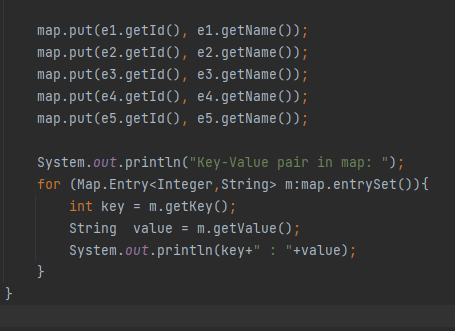 map.put(e1.getId(), e1.getName());
map.put(e2.getId(), e2.getName());
map.put(e3.getId(), e3.getName());
map.put(e4.getId(), e4.getName());
map.put(e5.getId(), e5.getName());
System.out.println("Key-Value pair in map: ");
for (Map.Entry<Integer,String> m:map.entrySet()){
int key = m.getKey();
String  value = m.getValue();
System.out.println(key+" : "+value);
}
}